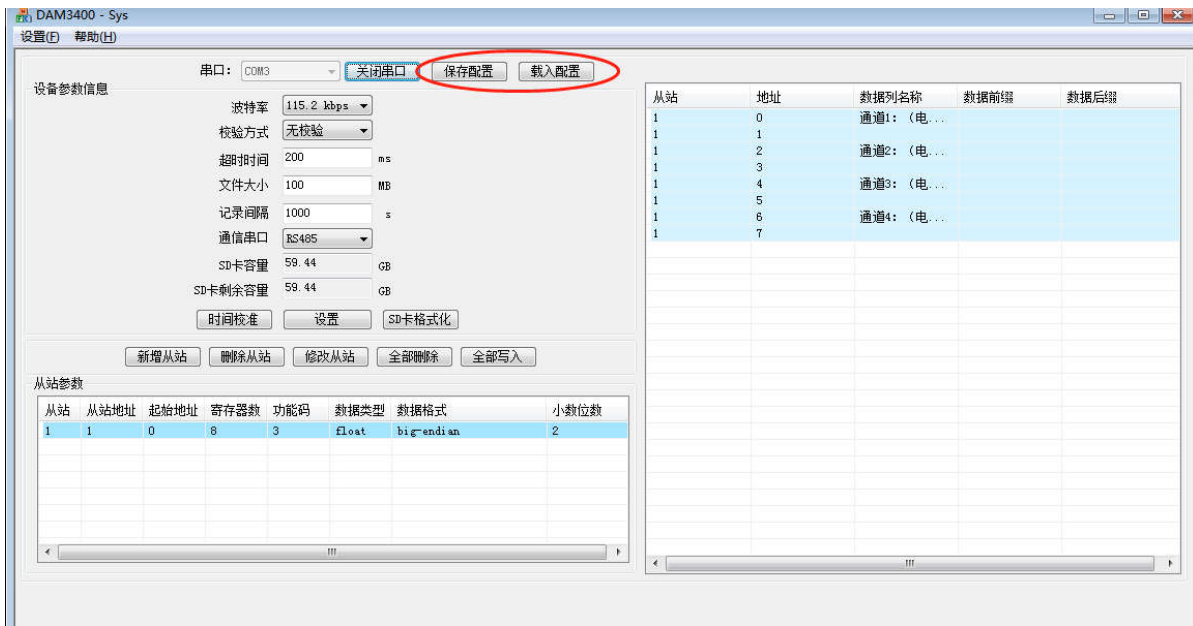 DAM3400 - Sys
设置(F) 帮助(H)
串口： COM3 关闭串口 保存配置 载入配置
设备参数信息
波特率 115.2 kbps
校验方式 无校验
超时时间 200 ms
文件大小 100 MB
记录间隔 1000 s
通信串口 RS485
SD卡容量 59.44 GB
SD卡剩余容量 59.44 GB
时间校准 设置 SD卡格式化
新增从站 删除从站 修改从站 全部删除 全部写入
从站参数
从站 从站地址 起始地址 寄存器数 功能码 数据类型 数据格式 小数位数
1 1 0 8 3 float big-endian 2
从站 地址 数据列名称 数据前缀 数据后缀
1 0 通道1：（电...
1 1
1 2 通道2：（电...
1 3
1 4 通道3：（电...
1 5
1 6 通道4：（电...
1 7